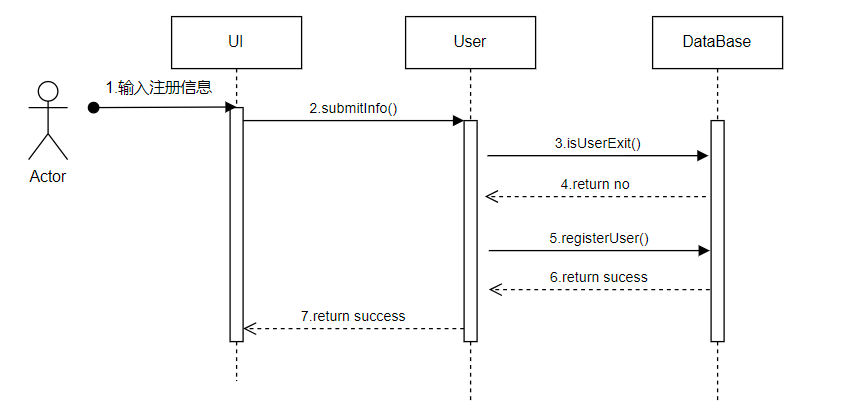 UI
User
DataBase
1.输入注册信息
2.submitInfo()
3.isUserExit()
Actor
4.return no
5.registerUser()
6.return sucess
7.return success